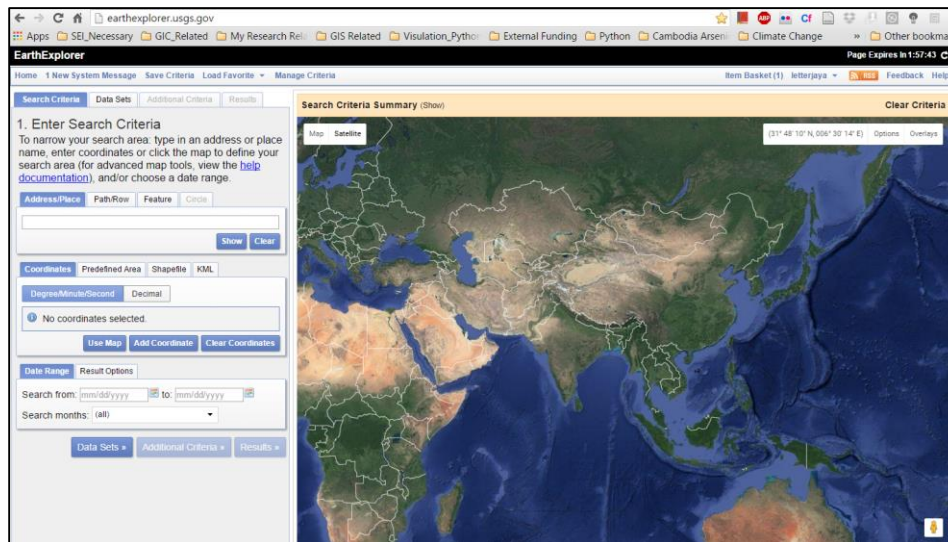 earthexplorer.usgs.gov
Apps SEI_Necessary GIC_Related My Research Rela GIS Related Visulation_Python External Funding Python Cambodia Arseni Climate Change » Other bookma
EarthExplorer Page Expires In 1:57:43
Home 1 New System Message Save Criteria Load Favorite Manage Criteria Item Basket (1) letterjaya RSS Feedback Help
Search Criteria Data Sets Additional Criteria Results
Search Criteria Summary (Show) Clear Criteria
1. Enter Search Criteria
To narrow your search area: type in an address or place
name, enter coordinates or click the map to define your
search area (for advanced map tools, view the help
documentation), and/or choose a date range.
Map Satellite
(31° 48' 10" N, 006° 30' 14" E) Options Overlays
Address/Place Path/Row Feature Circle
Show Clear
Coordinates Predefined Area Shapefile KML
Degree/Minute/Second Decimal
No coordinates selected.
Use Map Add Coordinate Clear Coordinates
Date Range Result Options
Search from: mm/dd/yyyy to: mm/dd/yyyy
Search months: (all)
Data Sets » Additional Criteria » Results »